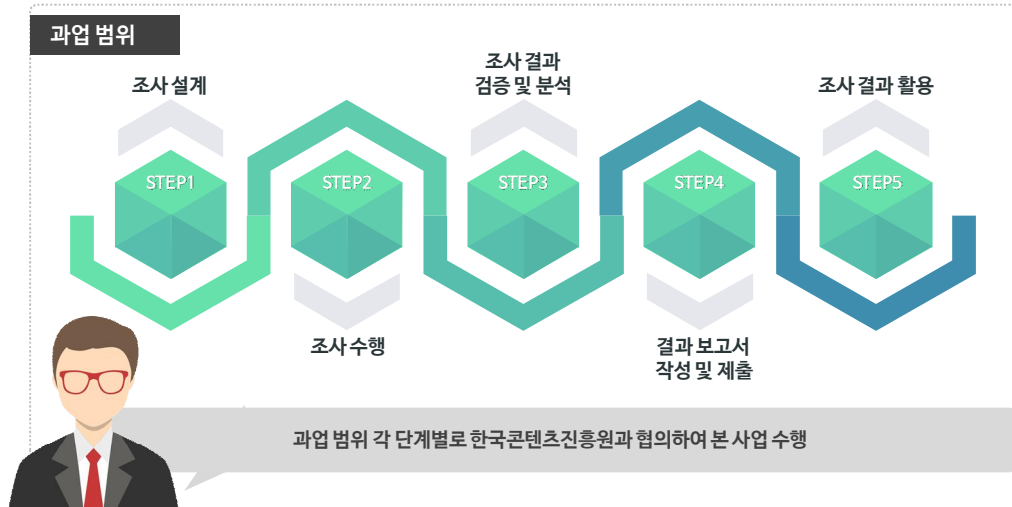 과업 범위
조사 설계
조사 결과
검증 및 분석
조사 결과 활용
STEP1
STEP2
STEP3
STEP4
STEP5
조사 수행
결과 보고서
작성 및 제출
과업 범위 각 단계별로 한국콘텐츠진흥원과 협의하여 본 사업 수행